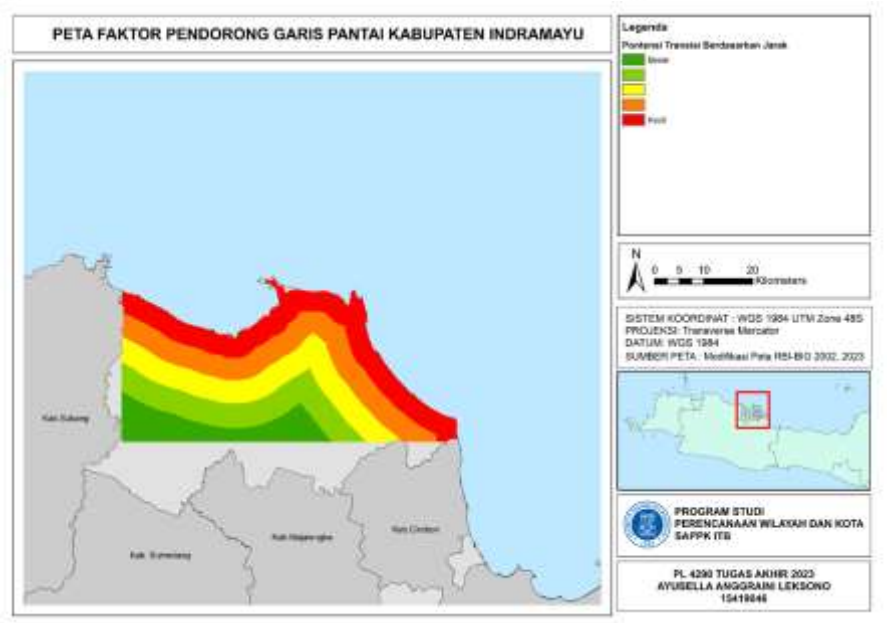 PETA FAKTOR PENDORONG GARIS PANTAI KABUPATEN INDRAMAYU
Legenda
Pontensi Transisi Berdasarkan Jarak
Besar
Kecil
N
0 5 10 20
Kilometers
SISTEM KOORDINAT : WGS 1984 UTM Zone 48S
PROJEKSI: Transverse Mercator
DATUM: WGS 1984
SUMBER PETA : Modifikasi Peta RBI-BIG 2002, 2023
Kab.Subang
Kab. Sumedang
Kab.Majalengka
Kab.Cirebon
PROGRAM STUDI
PERENCANAAN WILAYAH DAN KOTA
SAPPK ITB
PL 4290 TUGAS AKHIR 2023
AYUSELLA ANGGRAINI LEKSONO
15419046